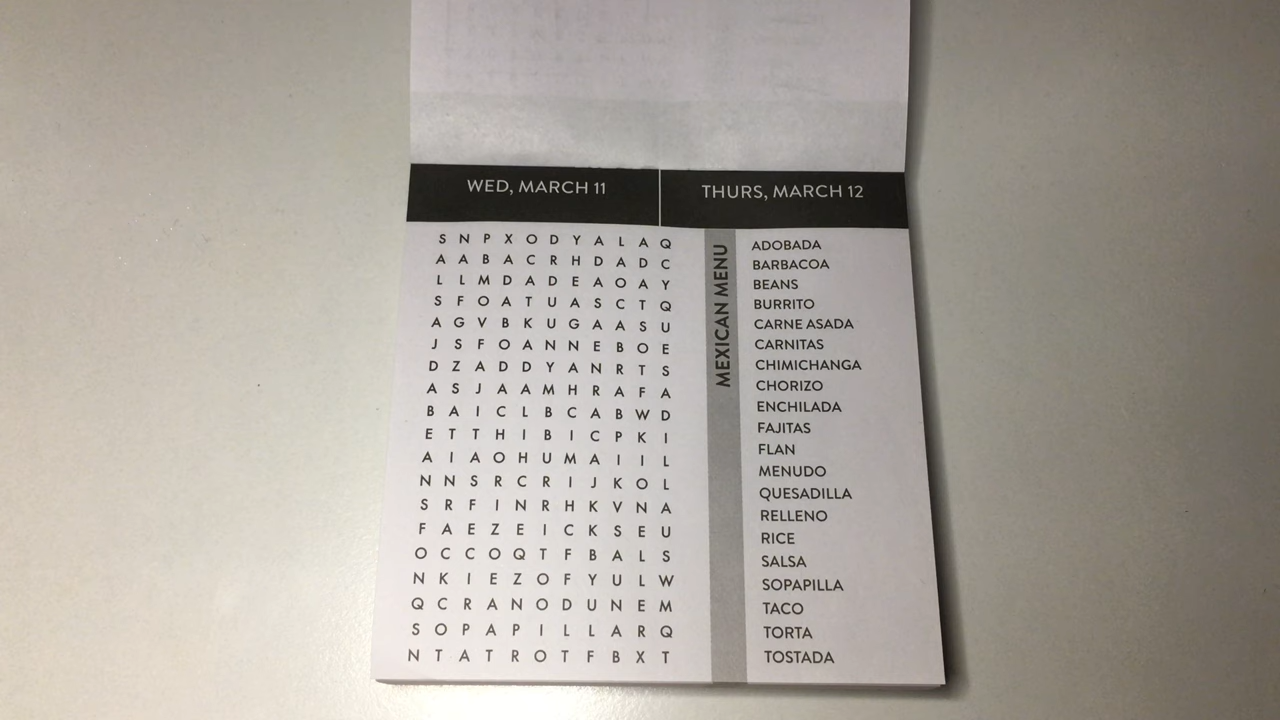 WED, MARCH 11
THURS, MARCH 12
S N P X O D Y A L A Q
A A B A C R H D A D C
L L M D A D E A O A Y
S F O A T U A S C T Q
A G V B K U G A A S U
J S F O A N N E B O E
D Z A D D Y A N R T S
A S J A A M H R A F A
B A I C L B C A B W D
E T T H I B I C P K I
A I A O H U M A I I L
N N S R C R I J K O L
S R F I N R H K V N A
F A E Z E I C K S E U
O C C O Q T F B A L S
N K I E Z O F Y U L W
Q C R A N O D U N E M
S O P A P I L L A R Q
N T A T R O T F B X T
MEXICAN MENU
ADOBADA
BARBACOA
BEANS
BURRITO
CARNE ASADA
CARNITAS
CHIMICHANGA
CHORIZO
ENCHILADA
FAJITAS
FLAN
MENUDO
QUESADILLA
RELLENO
RICE
SALSA
SOPAPILLA
TACO
TORTA
TOSTADA